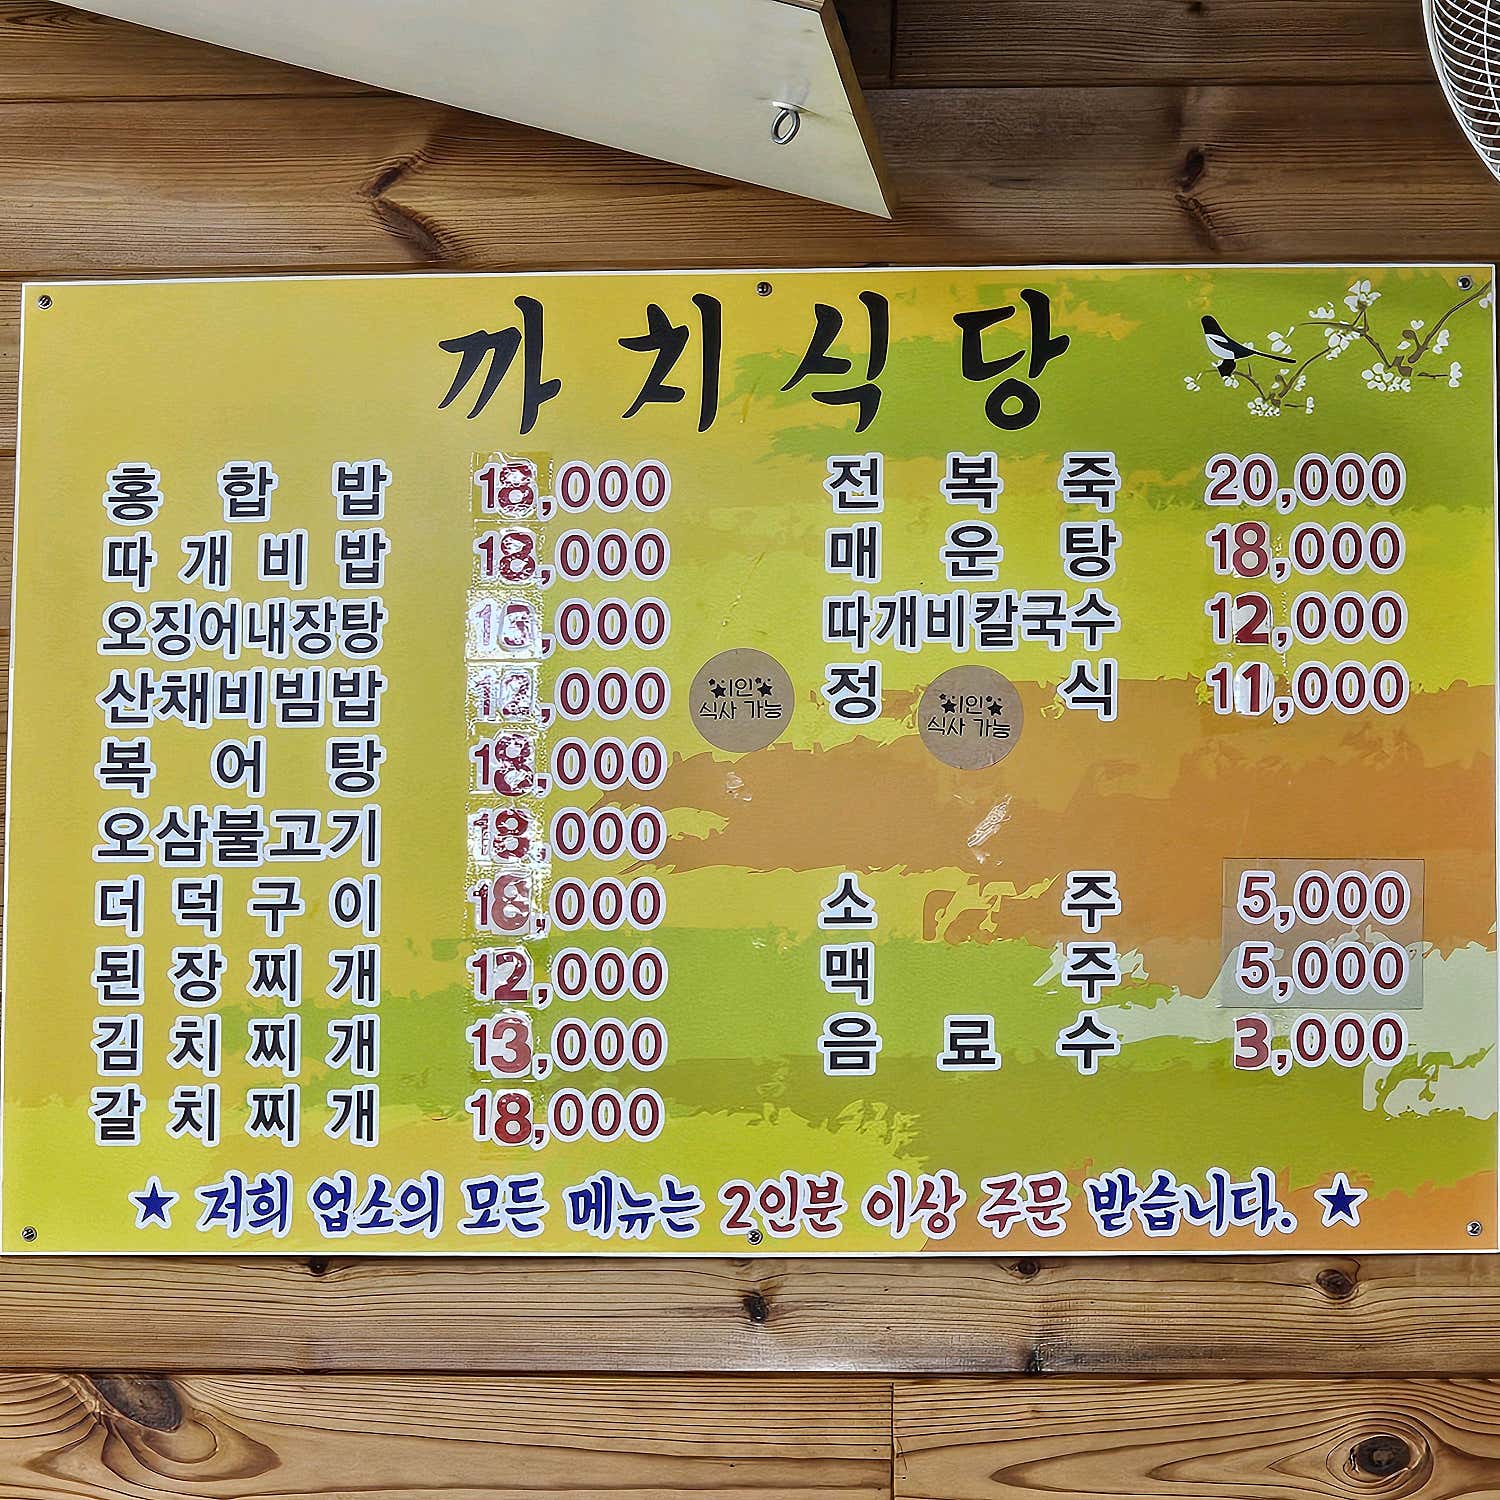 까치식당
홍합밥 18,000
따개비밥 18,000
오징어내장탕 13,000
산채비빔밥 12,000
1인
식사 가능
복어탕 18,000
오삼불고기 18,000
더덕구이 18,000
된장찌개 12,000
김치찌개 13,000
갈치찌개 18,000
전복죽 20,000
매운탕 18,000
따개비칼국수 12,000
정식 11,000
1인
식사 가능
소주 5,000
맥주 5,000
음료수 3,000
★ 저희 업소의 모든 메뉴는 2인분 이상 주문 받습니다. ★